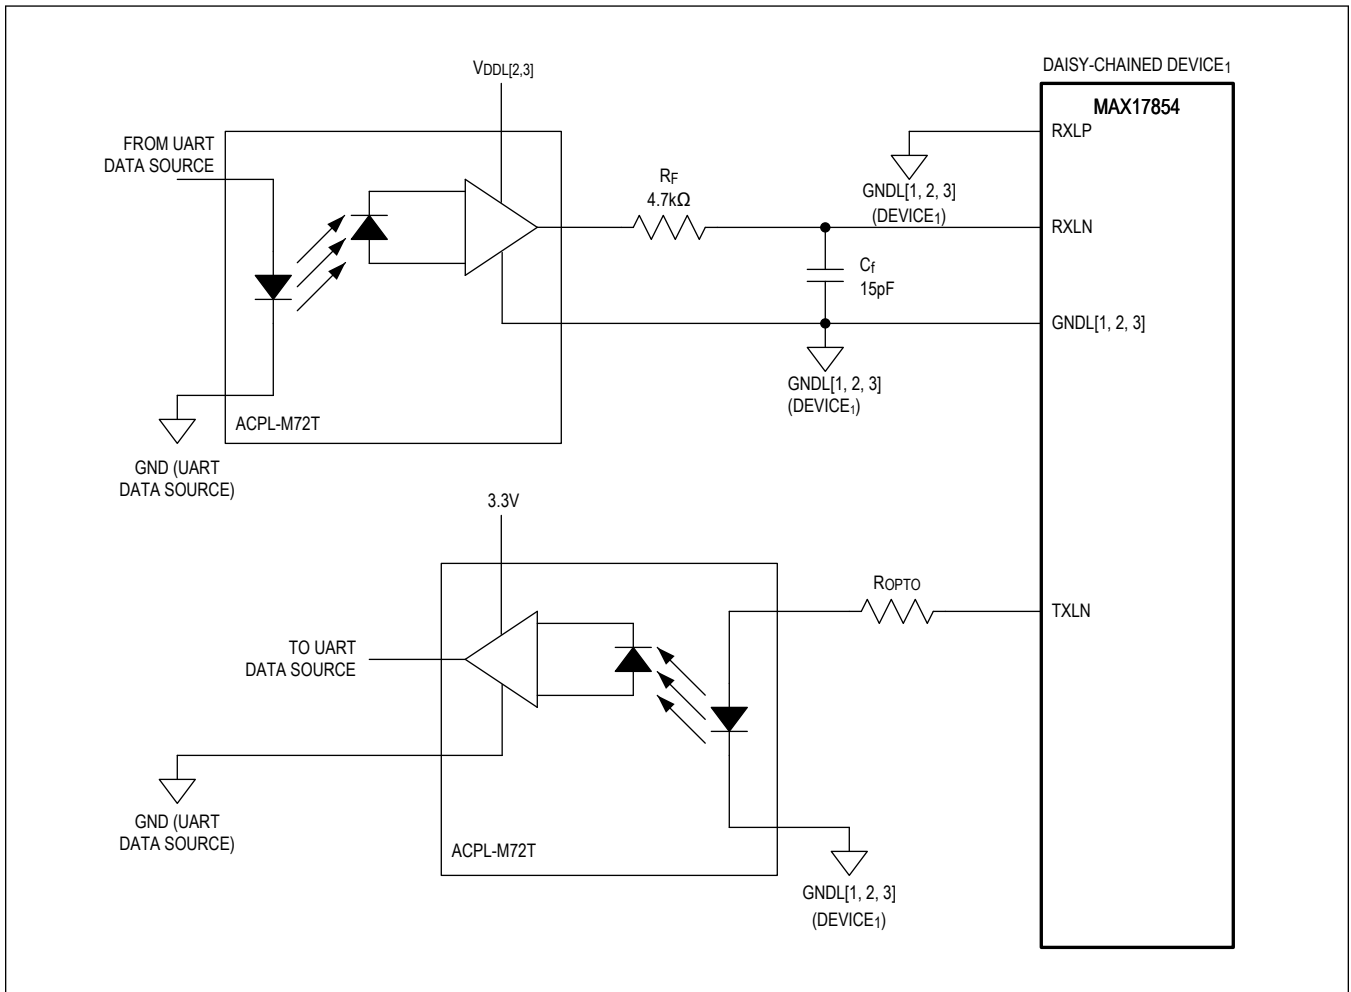 VDDL[2,3]
DAISY-CHAINED DEVICE1
MAX17854
FROM UART
DATA SOURCE
RXLP
RF
4.7kΩ
GNDL[1, 2, 3]
(DEVICE1)
RXLN
Cf
15pF
GNDL[1, 2, 3]
GNDL[1, 2, 3]
(DEVICE1)
ACPL-M72T
GND (UART
DATA SOURCE)
3.3V
ROPTO
TXLN
TO UART
DATA SOURCE
GND (UART
DATA SOURCE)
ACPL-M72T
GNDL[1, 2, 3]
(DEVICE1)